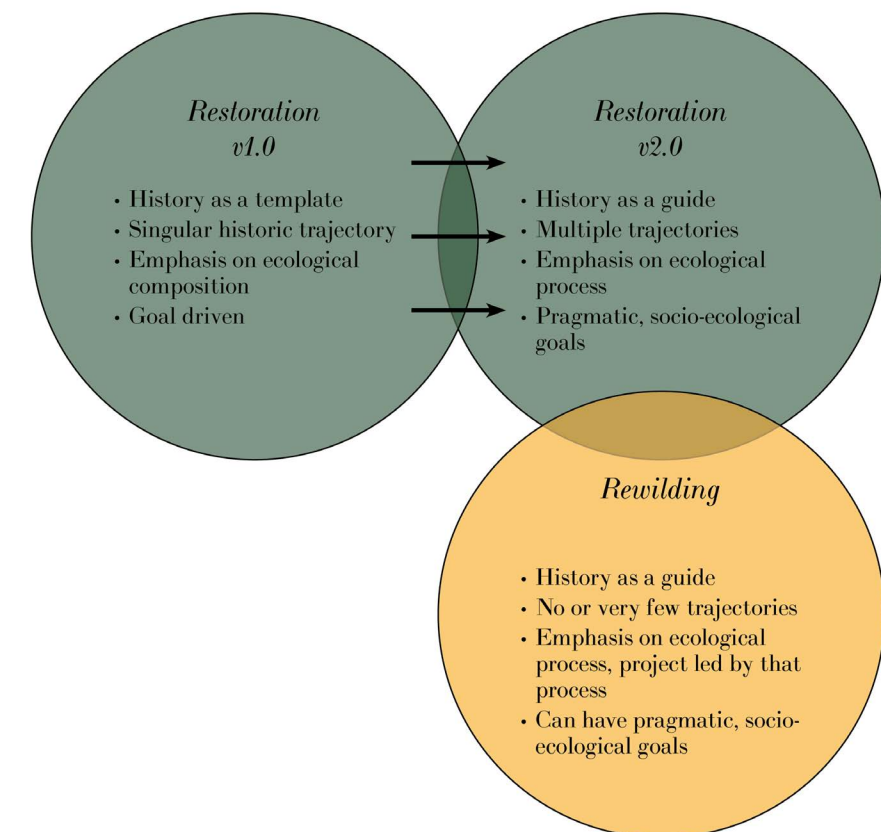 Restoration
v1.0
• History as a template
• Singular historic trajectory
• Emphasis on ecological
composition
• Goal driven
Restoration
v2.0
• History as a guide
• Multiple trajectories
• Emphasis on ecological
process
• Pragmatic, socio-ecological
goals
Rewilding
• History as a guide
• No or very few trajectories
• Emphasis on ecological
process, project led by that
process
• Can have pragmatic, socio-
ecological goals